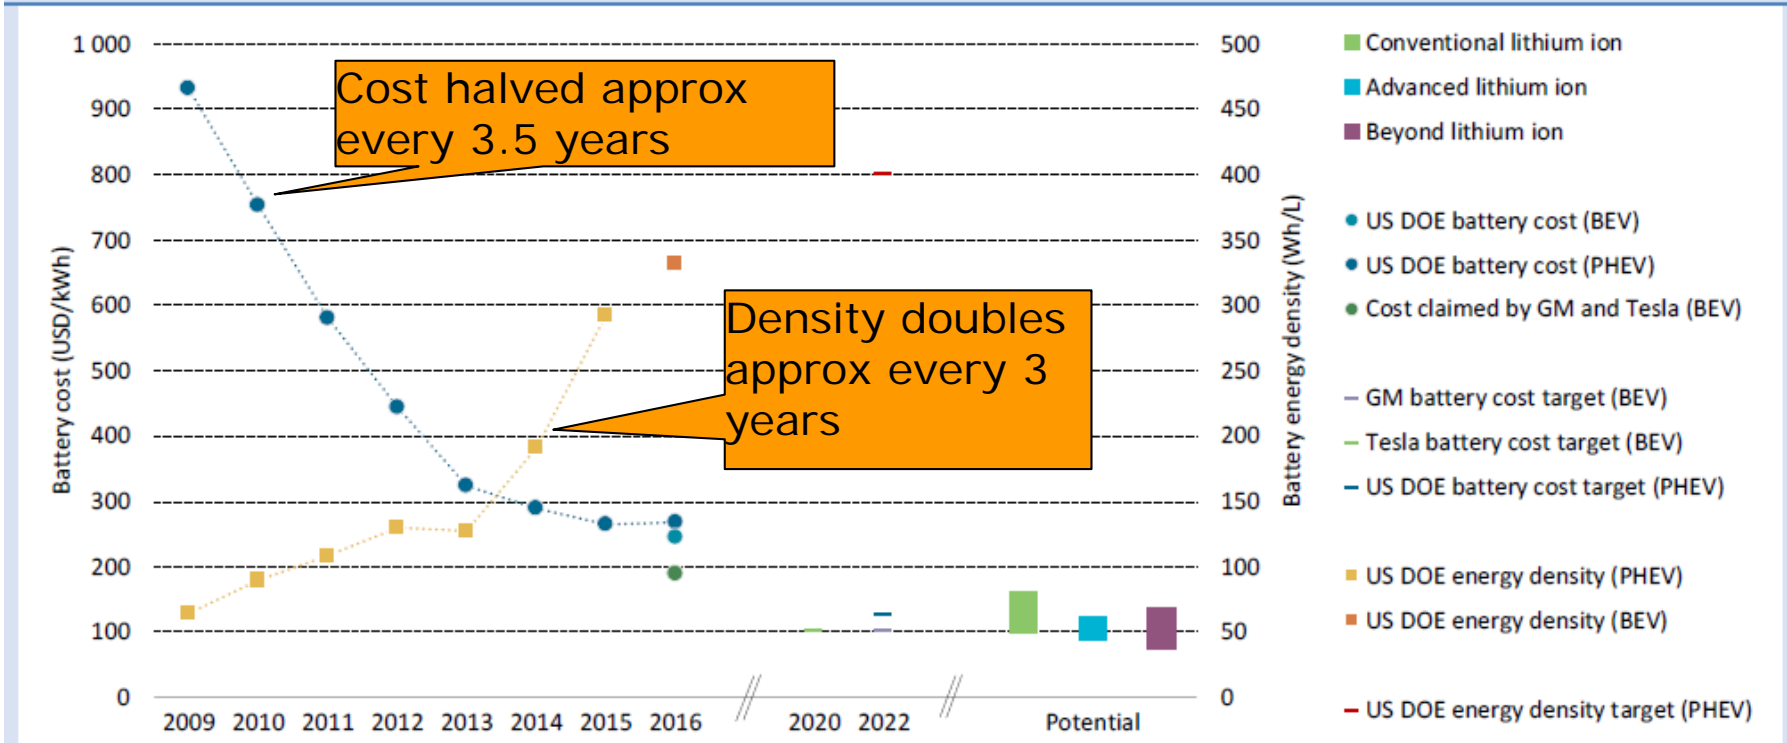 1 000
900
800
700
600
500
400
300
200
100
0
Battery cost (USD/kWh)
Cost halved approx
every 3.5 years
Density doubles
approx every 3
years
2009 2010 2011 2012 2013 2014 2015 2016 2020 2022 Potential
500
450
400
350
300
250
200
150
100
50
0
Battery energy density (Wh/L)
Conventional lithium ion
Advanced lithium ion
Beyond lithium ion
US DOE battery cost (BEV)
US DOE battery cost (PHEV)
Cost claimed by GM and Tesla (BEV)
GM battery cost target (BEV)
Tesla battery cost target (BEV)
US DOE battery cost target (PHEV)
US DOE energy density (PHEV)
US DOE energy density (BEV)
US DOE energy density target (PHEV)